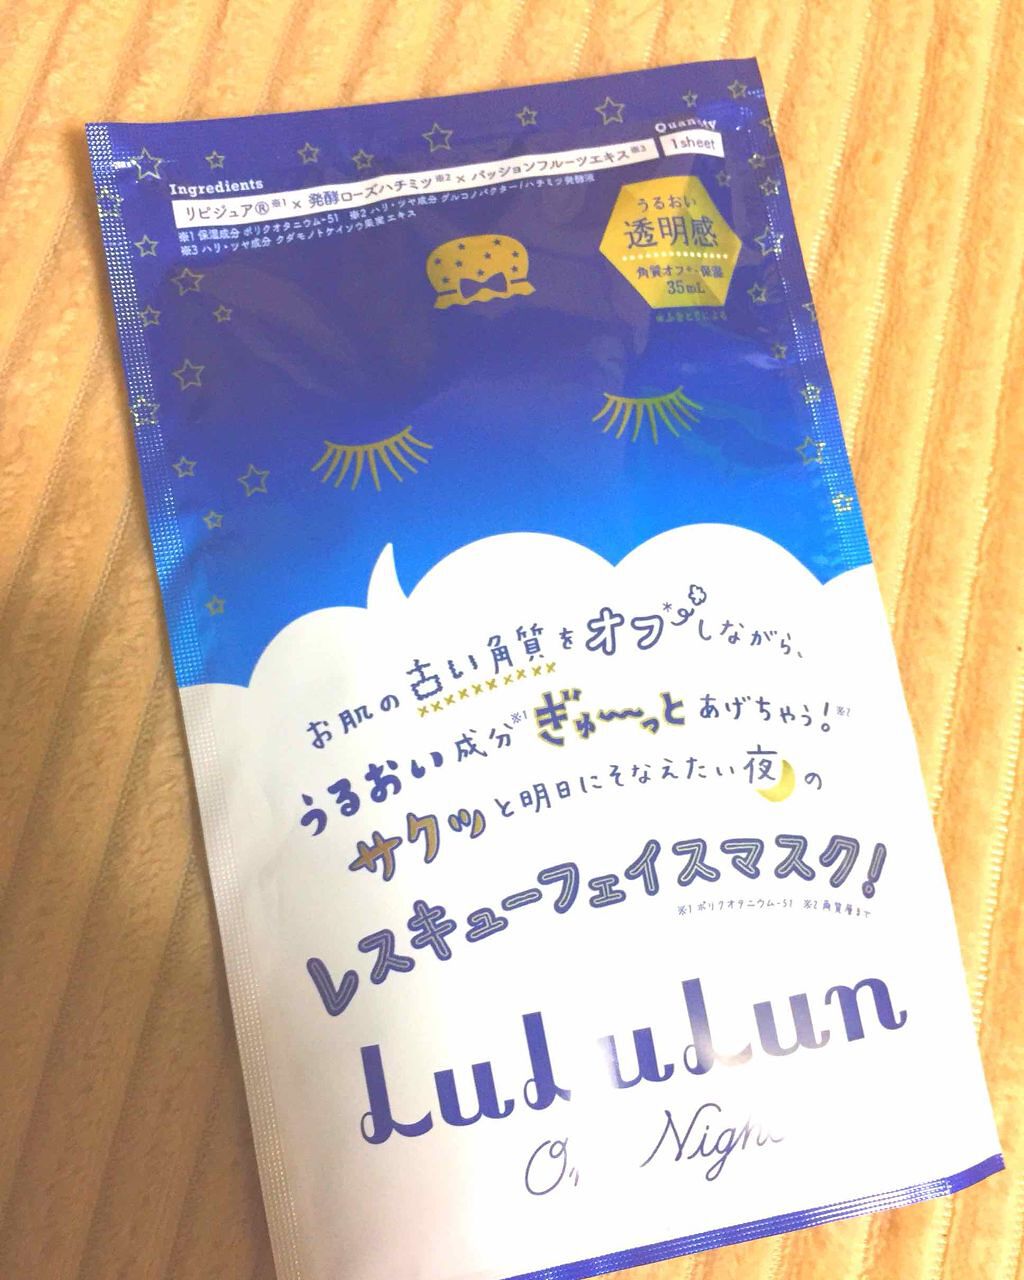 Ingredients
Quantity
リピジュア®※1 × 発酵ローズハチミツ※2 × パッションフルーツエキス※3
1sheet
※1 保湿成分 ポリクオタニウム-51 ※2 ハリ・ツヤ成分 グルコノバクター/ハチミツ発酵液
※3 ハリ・ツヤ成分 クダモノトケイソウ果実エキス
うるおい
透明感
角質オフ*・保湿
35mL
*ふきとりによる
お肌の古い角質をオフ*しながら、
うるおい成分※1ぎゅ〜〜っとあげちゃう!※2
サクッと明日にそなえたい夜の
レスキューフェイスマスク!
※1 ポリクオタニウム-51 ※2 角質層まで
LuLuLun
Night